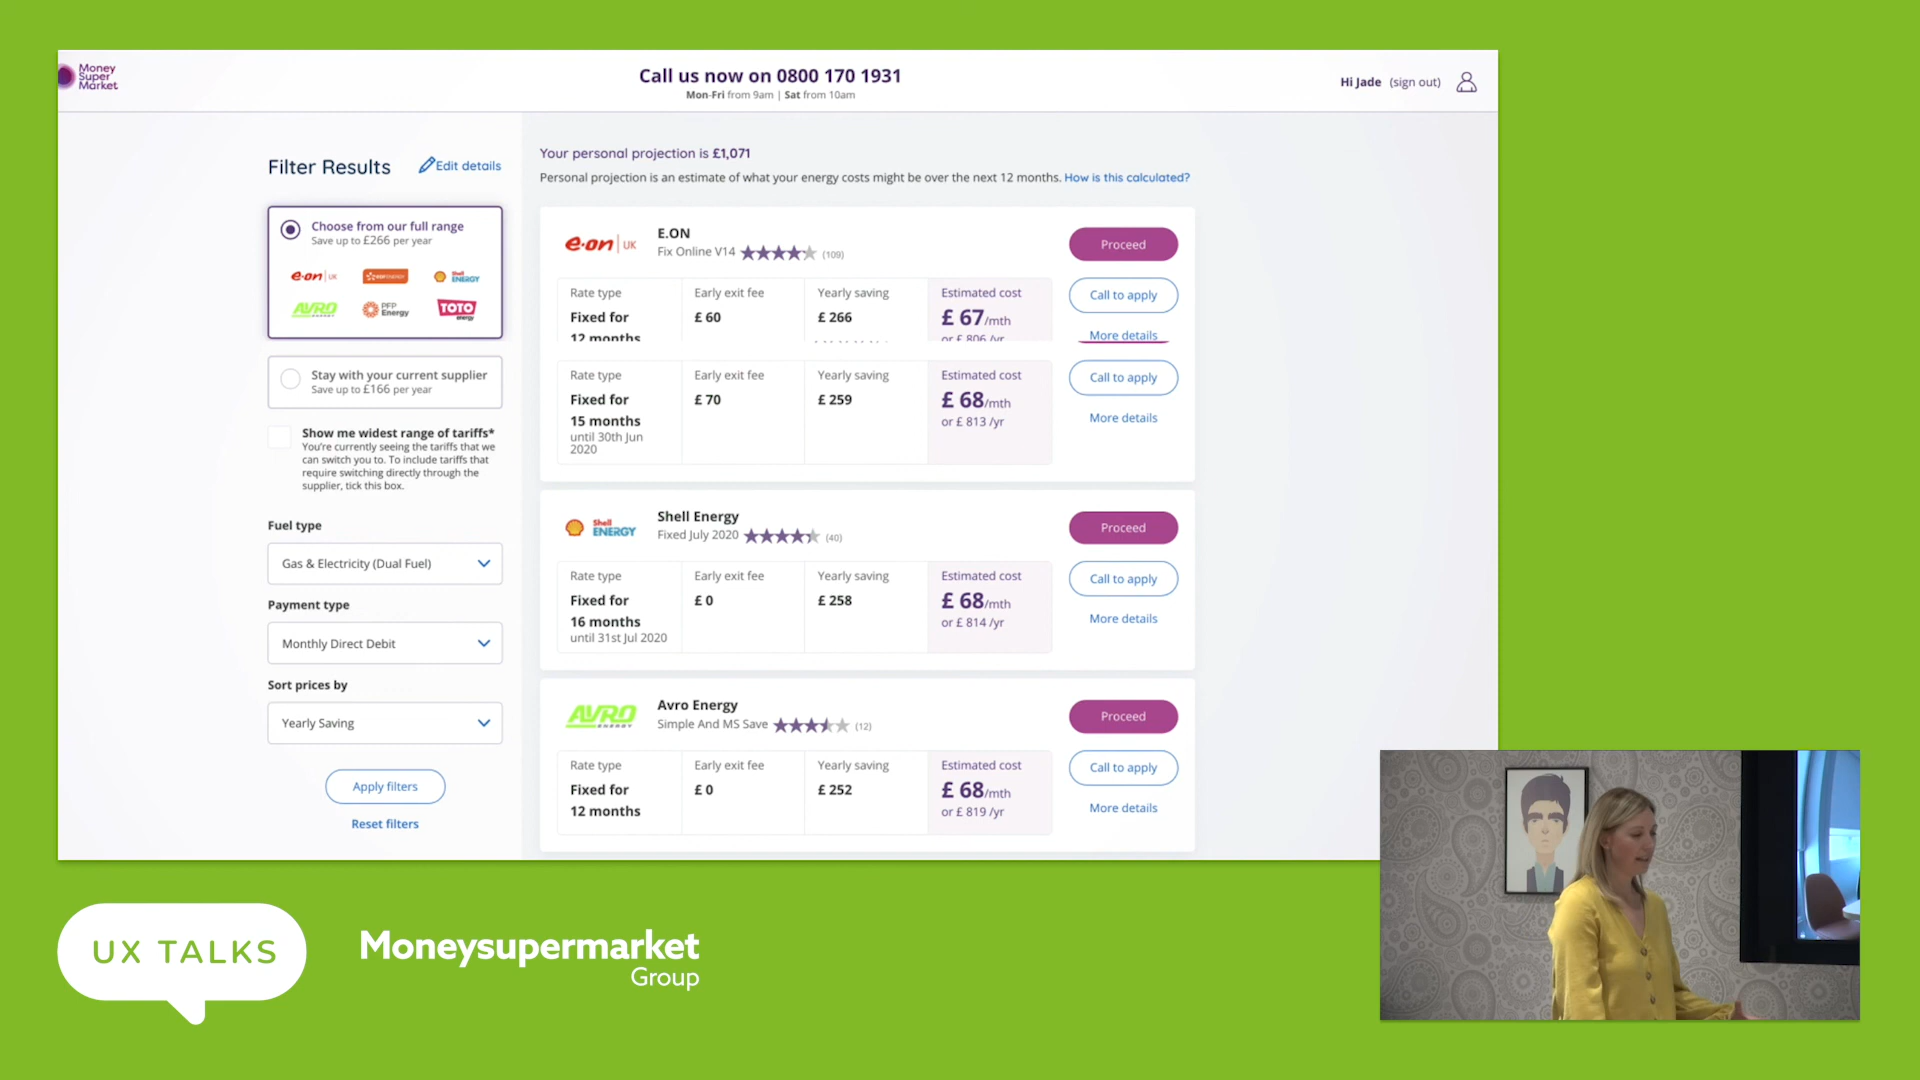 Money
Super
Market
Call us now on 0800 170 1931
Mon-Fri from 9am | Sat from 10am
Hi Jade (sign out)
Filter Results
Edit details
Choose from our full range
Save up to £266 per year
e·on | UK
Shell
ENERGY
AVRO
ENERGY
PFP
Energy
TOTO
energy
Stay with your current supplier
Save up to £166 per year
Show me widest range of tariffs*
You're currently seeing the tariffs that we
can switch you to. To include tariffs that
require switching directly through the
supplier, tick this box.
Fuel type
Gas & Electricity (Dual Fuel)
Payment type
Monthly Direct Debit
Sort prices by
Yearly Saving
Apply filters
Reset filters
Your personal projection is £1,071
Personal projection is an estimate of what your energy costs might be over the next 12 months. How is this calculated?
e·on | UK
E.ON
Fix Online V14 (109)
Proceed
Rate type
Fixed for
12 months
Early exit fee
£ 60
Yearly saving
£ 266
Estimated cost
£ 67/mth
or £ 806 /yr
Call to apply
More details
Rate type
Fixed for
15 months
until 30th Jun
2020
Early exit fee
£ 70
Yearly saving
£ 259
Estimated cost
£ 68/mth
or £ 813 /yr
Call to apply
More details
Shell
ENERGY
Shell Energy
Fixed July 2020 (40)
Proceed
Rate type
Fixed for
16 months
until 31st Jul 2020
Early exit fee
£ 0
Yearly saving
£ 258
Estimated cost
£ 68/mth
or £ 814 /yr
Call to apply
More details
AVRO
ENERGY
Avro Energy
Simple And MS Save (12)
Proceed
Rate type
Fixed for
12 months
Early exit fee
£ 0
Yearly saving
£ 252
Estimated cost
£ 68/mth
or £ 819 /yr
Call to apply
More details
UX TALKS
Moneysupermarket
Group